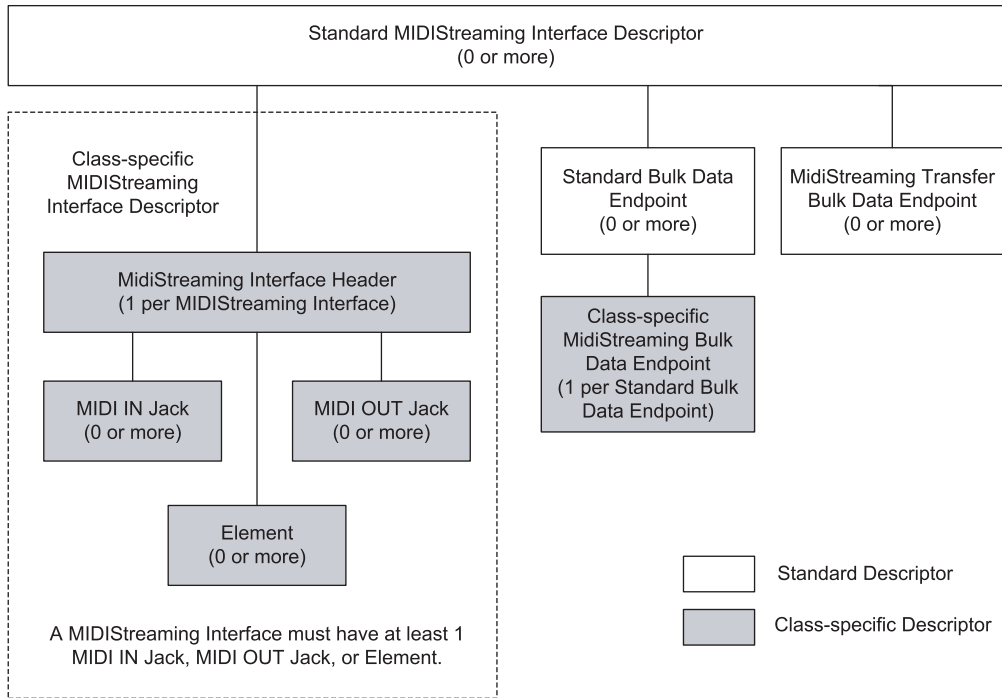 Standard MIDIStreaming Interface Descriptor
(0 or more)
Class-specific
MIDIStreaming
Interface Descriptor
MidiStreaming Interface Header
(1 per MIDIStreaming Interface)
MIDI IN Jack
(0 or more)
MIDI OUT Jack
(0 or more)
Element
(0 or more)
A MIDIStreaming Interface must have at least 1
MIDI IN Jack, MIDI OUT Jack, or Element.
Standard Bulk Data
Endpoint
(0 or more)
MidiStreaming Transfer
Bulk Data Endpoint
(0 or more)
Class-specific
MidiStreaming Bulk
Data Endpoint
(1 per Standard Bulk
Data Endpoint)
Standard Descriptor
Class-specific Descriptor